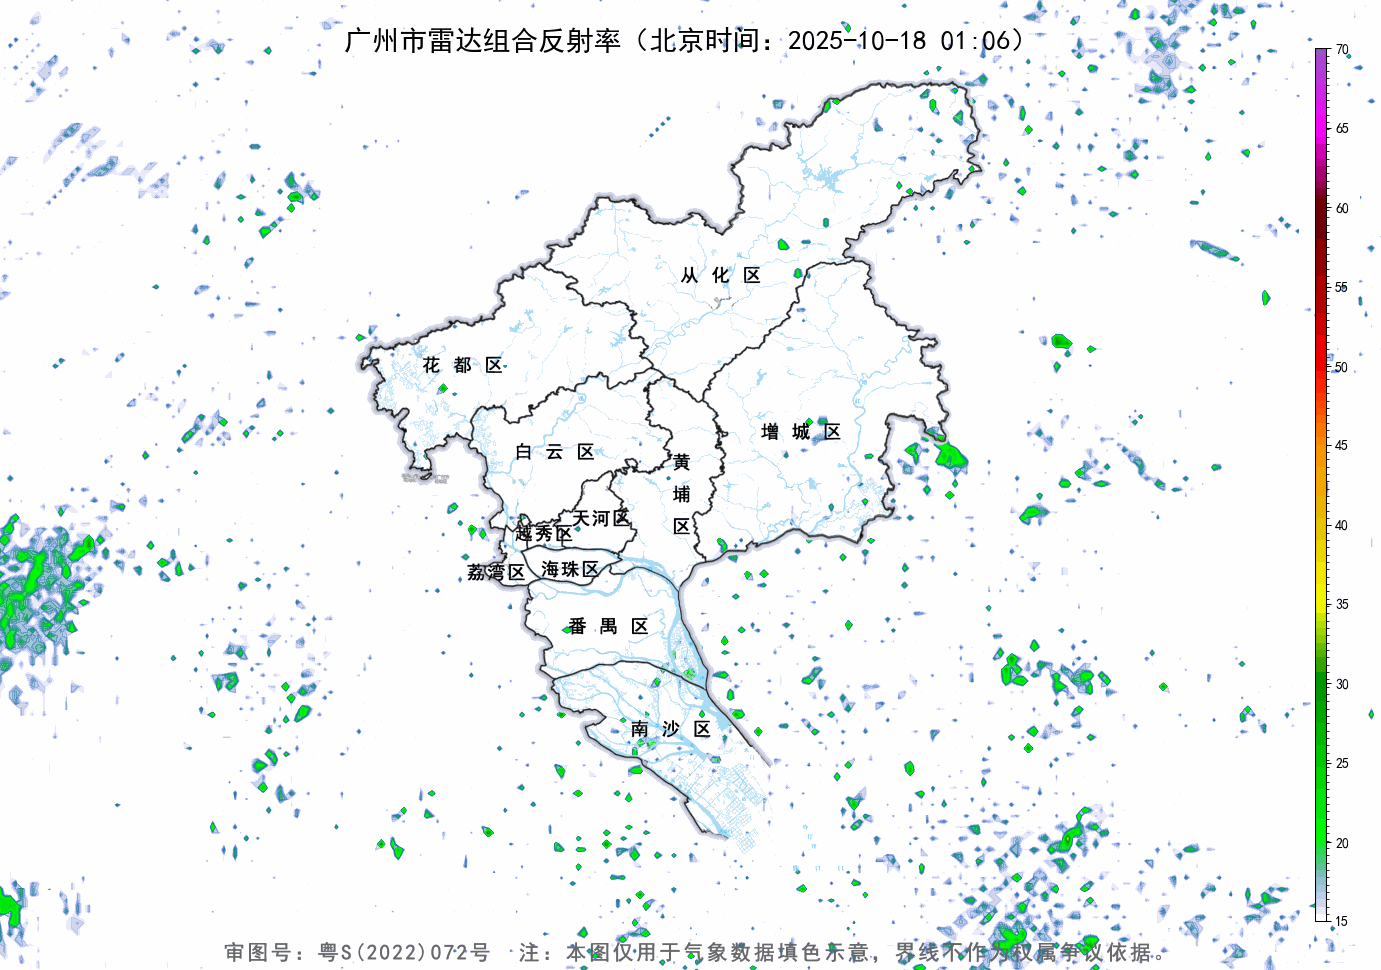 广州市雷达组合反射率（北京时间：2025-10-18 01:06）
70
65
60
55
50
45
40
35
30
25
20
15
从化区
花都区
增城区
白云区
黄埔区
天河区
越秀区
海珠区
荔湾区
番禺区
南沙区
审图号：粤S(2022)072号 注：本图仅用于气象数据填色示意，界线不作为权属争议依据。